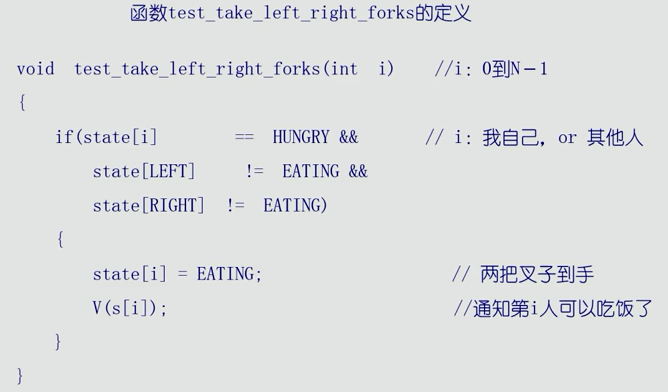 函数test_take_left_right_forks的定义
void  test_take_left_right_forks(int  i)    //i: 0到N-1
{
    if(state[i]        ==  HUNGRY &&       // i: 我自己，or 其他人
        state[LEFT]     !=  EATING &&
        state[RIGHT]  !=  EATING)
    {
        state[i] = EATING;                    // 两把叉子到手
        V(s[i]);                              //通知第i人可以吃饭了
    }
}